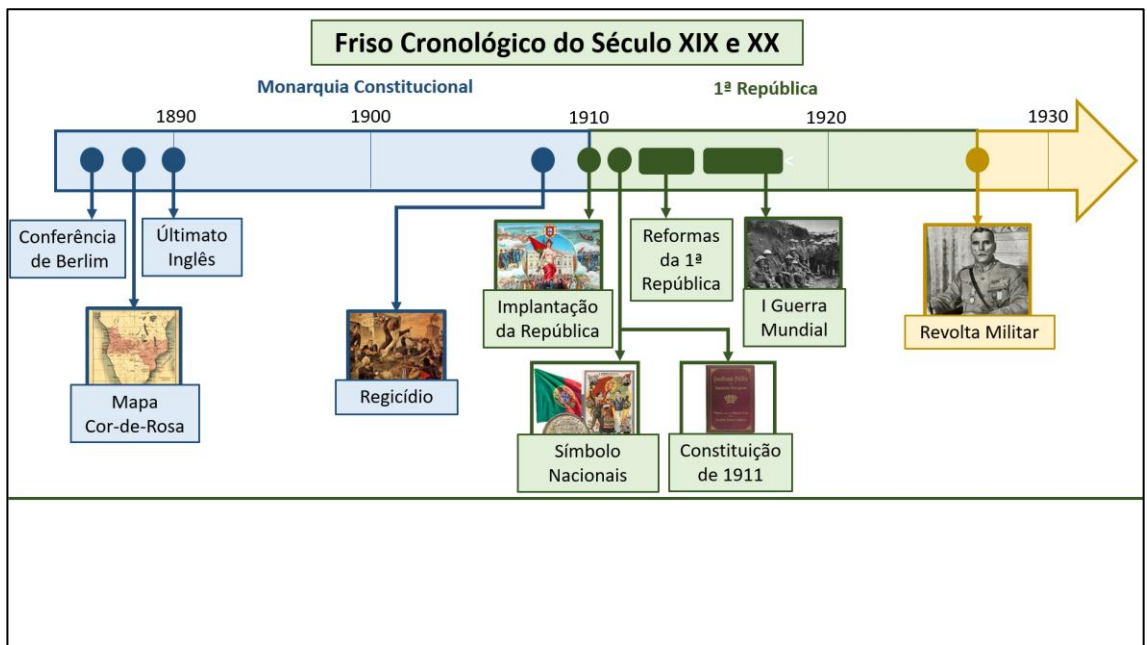 Friso Cronológico do Século XIX e XX
Monarquia Constitucional
1ª República
1890
1900
1910
1920
1930
<
Conferência
de Berlim
Últimato
Inglês
Mapa
Cor-de-Rosa
Regicídio
Implantação
da República
Reformas
da 1ª
República
I Guerra
Mundial
Revolta Militar
Símbolo
Nacionais
Constituição
de 1911